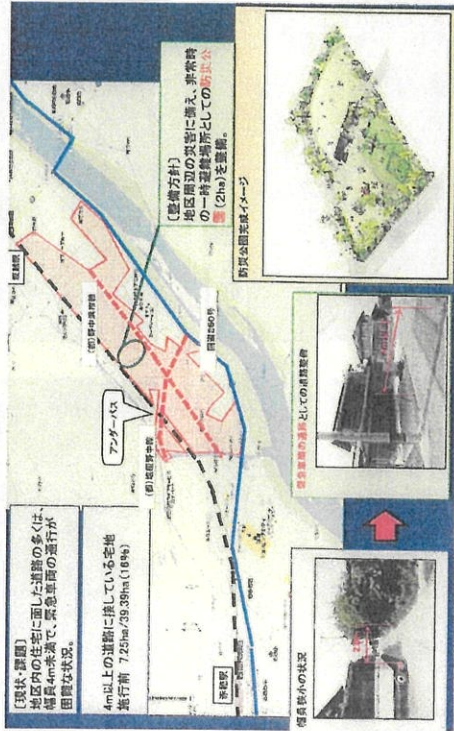 [現状・課題]
地区内の住宅に面した道路の多くは、
幅員4m未満で、緊急車両の通行が
困難な状況。
4m以上の道路に接している宅地
施行前 7.25ha/39.39ha(16%)
アンダーパス
[整備方針]
地区周辺の災害に備え、非常時
の一時避難場所としての防災公
園(2ha)を整備。
防災公園完成イメージ
幅員狭小の状況
緊急車輌の通路としての道路整備